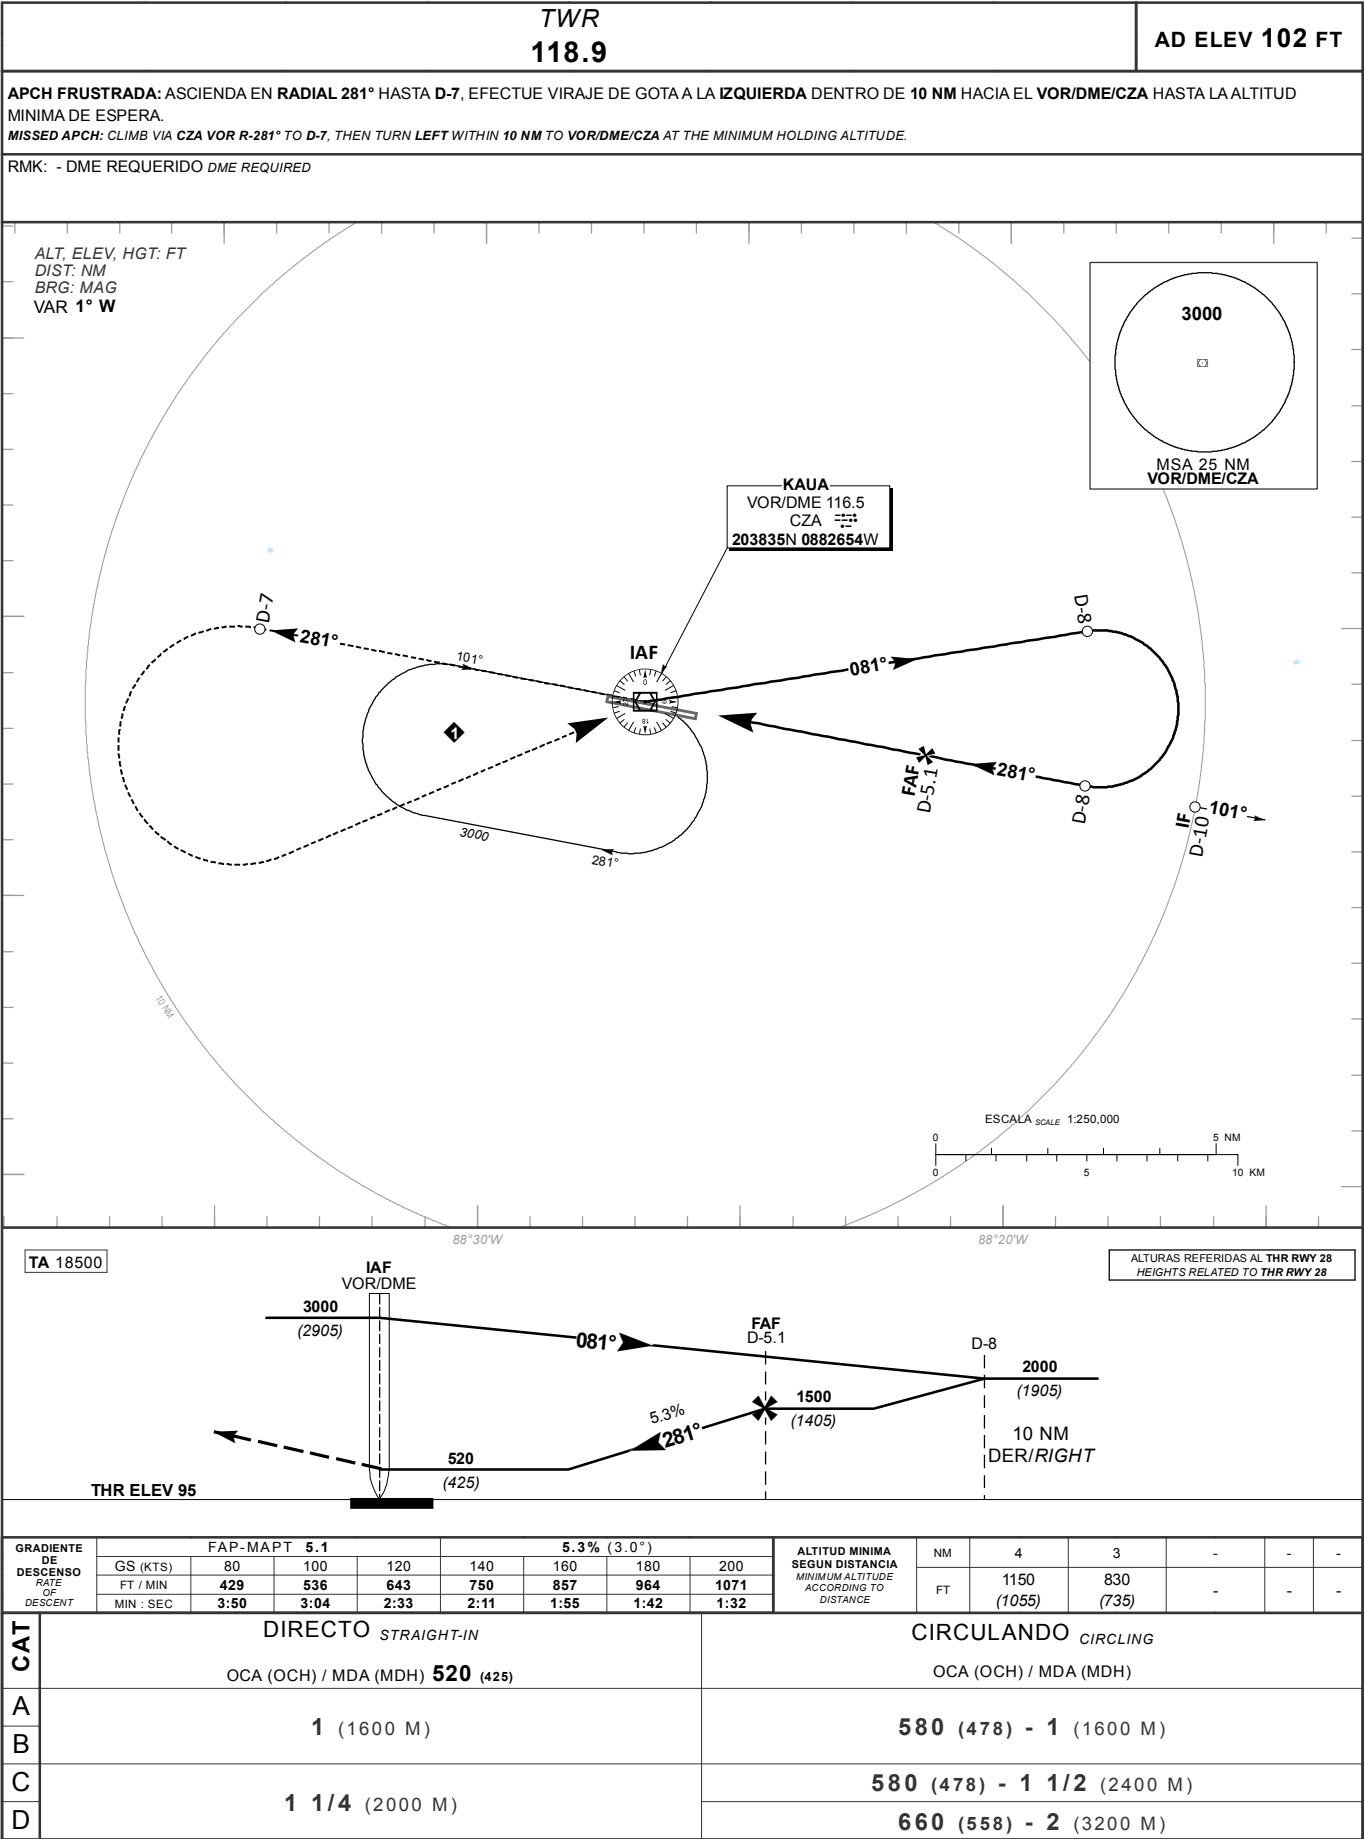 TWR
118.9
AD ELEV 102 FT
APCH FRUSTRADA: ASCIENDA EN RADIAL 281° HASTA D-7, EFECTUE VIRAJE DE GOTA A LA IZQUIERDA DENTRO DE 10 NM HACIA EL VOR/DME/CZA HASTA LA ALTITUD
MINIMA DE ESPERA.
MISSED APCH: CLIMB VIA CZA VOR R-281° TO D-7, THEN TURN LEFT WITHIN 10 NM TO VOR/DME/CZA AT THE MINIMUM HOLDING ALTITUDE.
RMK: - DME REQUERIDO DME REQUIRED
ALT, ELEV, HGT: FT
DIST: NM
BRG: MAG
VAR 1° W
3000
MSA 25 NM
VOR/DME/CZA
KAUA
VOR/DME 116.5
CZA
203835N 0882654W
D-7
281°
101°
IAF
0
18
081°
D-8
1
FAF
D-5.1
281°
D-8
IF
D-10
101°
3000
281°
10 NM
ESCALA SCALE 1:250,000
0 5 NM
0 5 10 KM
88°30'W
88°20'W
TA 18500
ALTURAS REFERIDAS AL THR RWY 28
HEIGHTS RELATED TO THR RWY 28
IAF
VOR/DME
3000
(2905)
081°
FAF
D-5.1
D-8
2000
(1905)
1500
(1405)
5.3%
281°
10 NM
DER/RIGHT
520
(425)
THR ELEV 95
GRADIENTE
DE
DESCENSO
RATE
OF
DESCENT
FAP-MAPT 5.1 5.3% (3.0°)
GS (KTS) 80 100 120 140 160 180 200
FT / MIN 429 536 643 750 857 964 1071
MIN : SEC 3:50 3:04 2:33 2:11 1:55 1:42 1:32
ALTITUD MINIMA
SEGUN DISTANCIA
MINIMUM ALTITUDE
ACCORDING TO
DISTANCE
NM 4 3 - - -
FT 1150 830 - - -
(1055) (735)
CAT
DIRECTO STRAIGHT-IN
OCA (OCH) / MDA (MDH) 520 (425)
CIRCULANDO CIRCLING
OCA (OCH) / MDA (MDH)
A
B
1 (1600 M)
580 (478) - 1 (1600 M)
C
D
1 1/4 (2000 M)
580 (478) - 1 1/2 (2400 M)
660 (558) - 2 (3200 M)